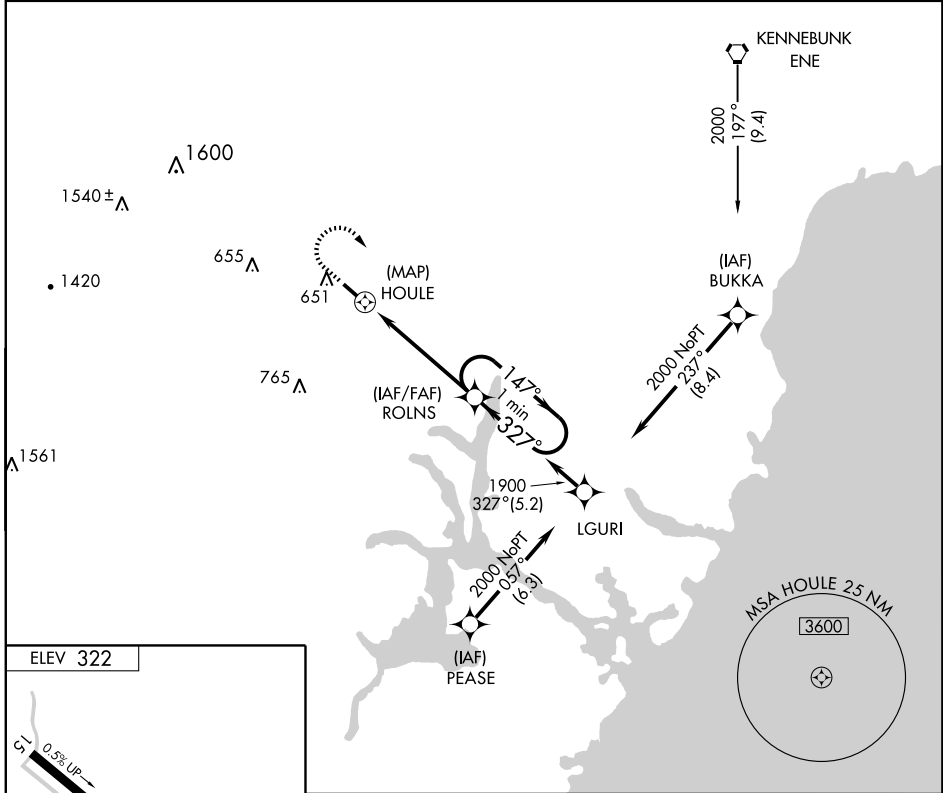 KENNEBUNK
ENE
2000
197°
(9.4)
1600
1540 ±
655
1420
651
(MAP)
HOULE
(IAF)
BUKKA
2000 NoPT
237°
(8.4)
765
(IAF/FAF)
ROLNS
147°
1 min
327°
1561
1900
327°(5.2)
LGURI
2000 NoPT
057°
(6.3)
(IAF)
PEASE
MSA HOULE 25 NM
3600
ELEV 322
15
0.5% UP